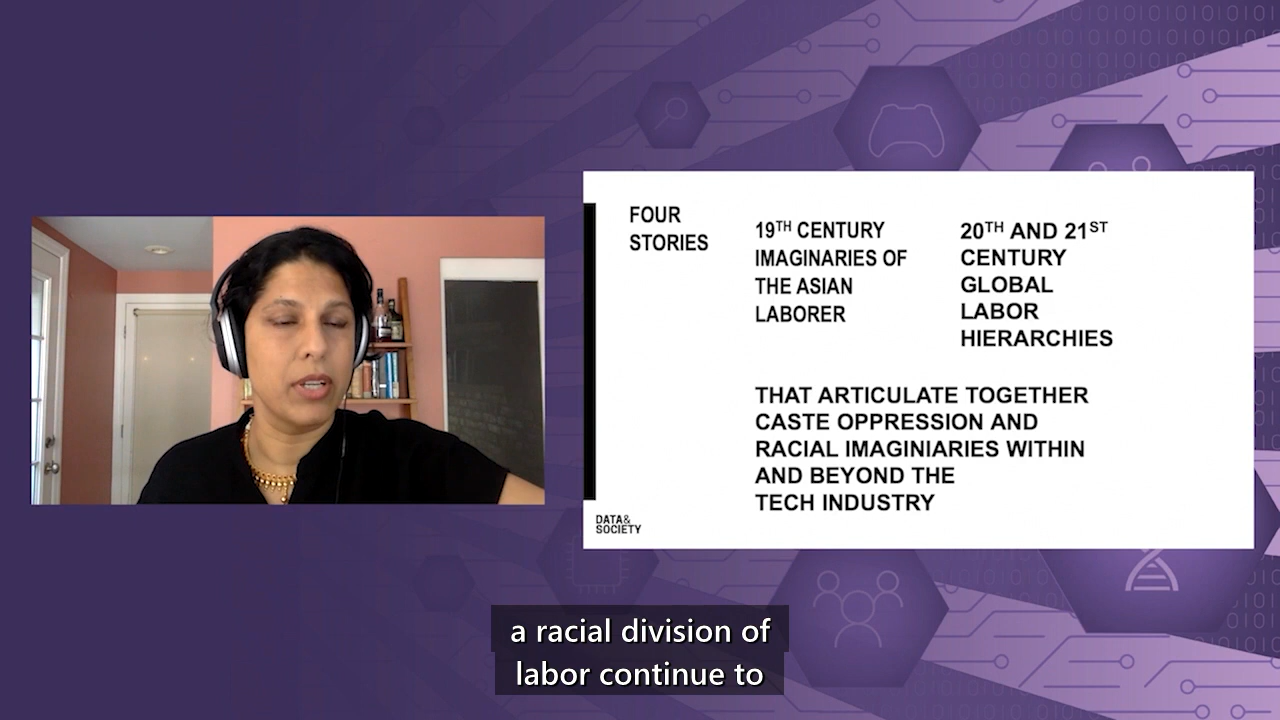 FOUR
STORIES
19TH CENTURY
IMAGINARIES OF
THE ASIAN
LABORER
20TH AND 21ST
CENTURY
GLOBAL
LABOR
HIERARCHIES
THAT ARTICULATE TOGETHER
CASTE OPPRESSION AND
RACIAL IMAGINIARIES WITHIN
AND BEYOND THE
TECH INDUSTRY
DATA&
SOCIETY
a racial division of
labor continue to